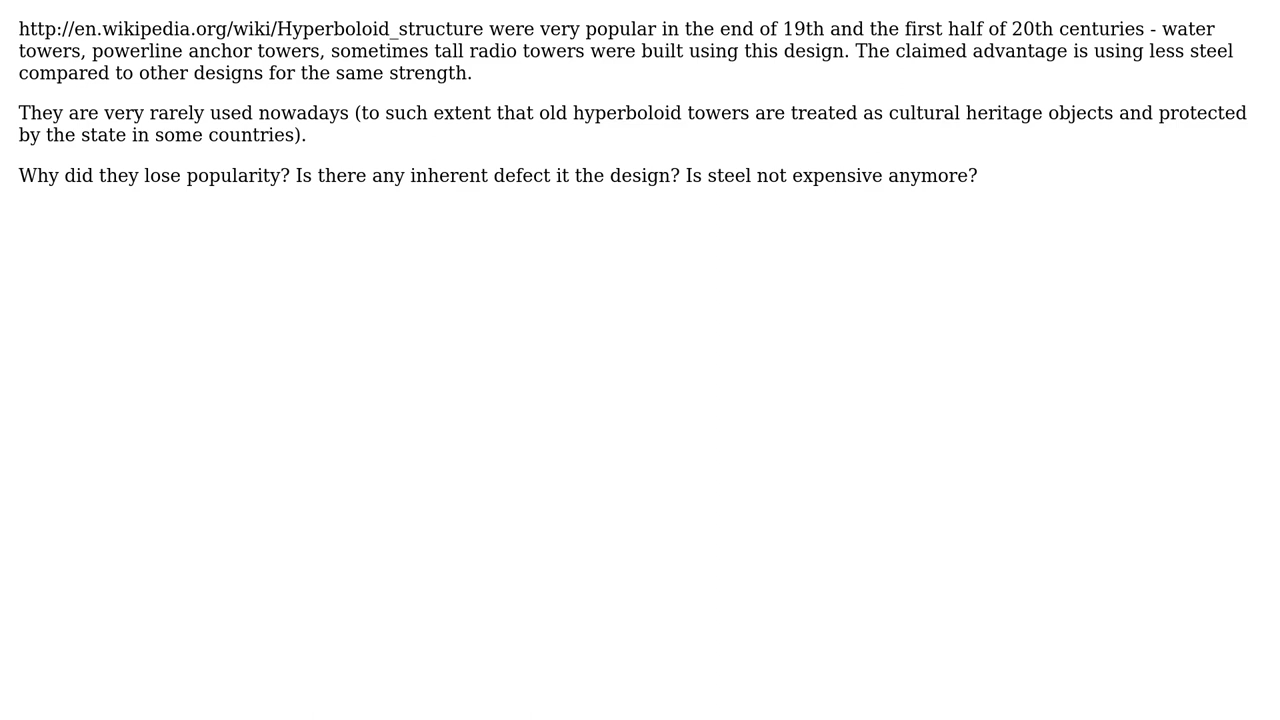 http://en.wikipedia.org/wiki/Hyperboloid_structure were very popular in the end of 19th and the first half of 20th centuries - water
towers, powerline anchor towers, sometimes tall radio towers were built using this design. The claimed advantage is using less steel
compared to other designs for the same strength.
They are very rarely used nowadays (to such extent that old hyperboloid towers are treated as cultural heritage objects and protected
by the state in some countries).
Why did they lose popularity? Is there any inherent defect it the design? Is steel not expensive anymore?